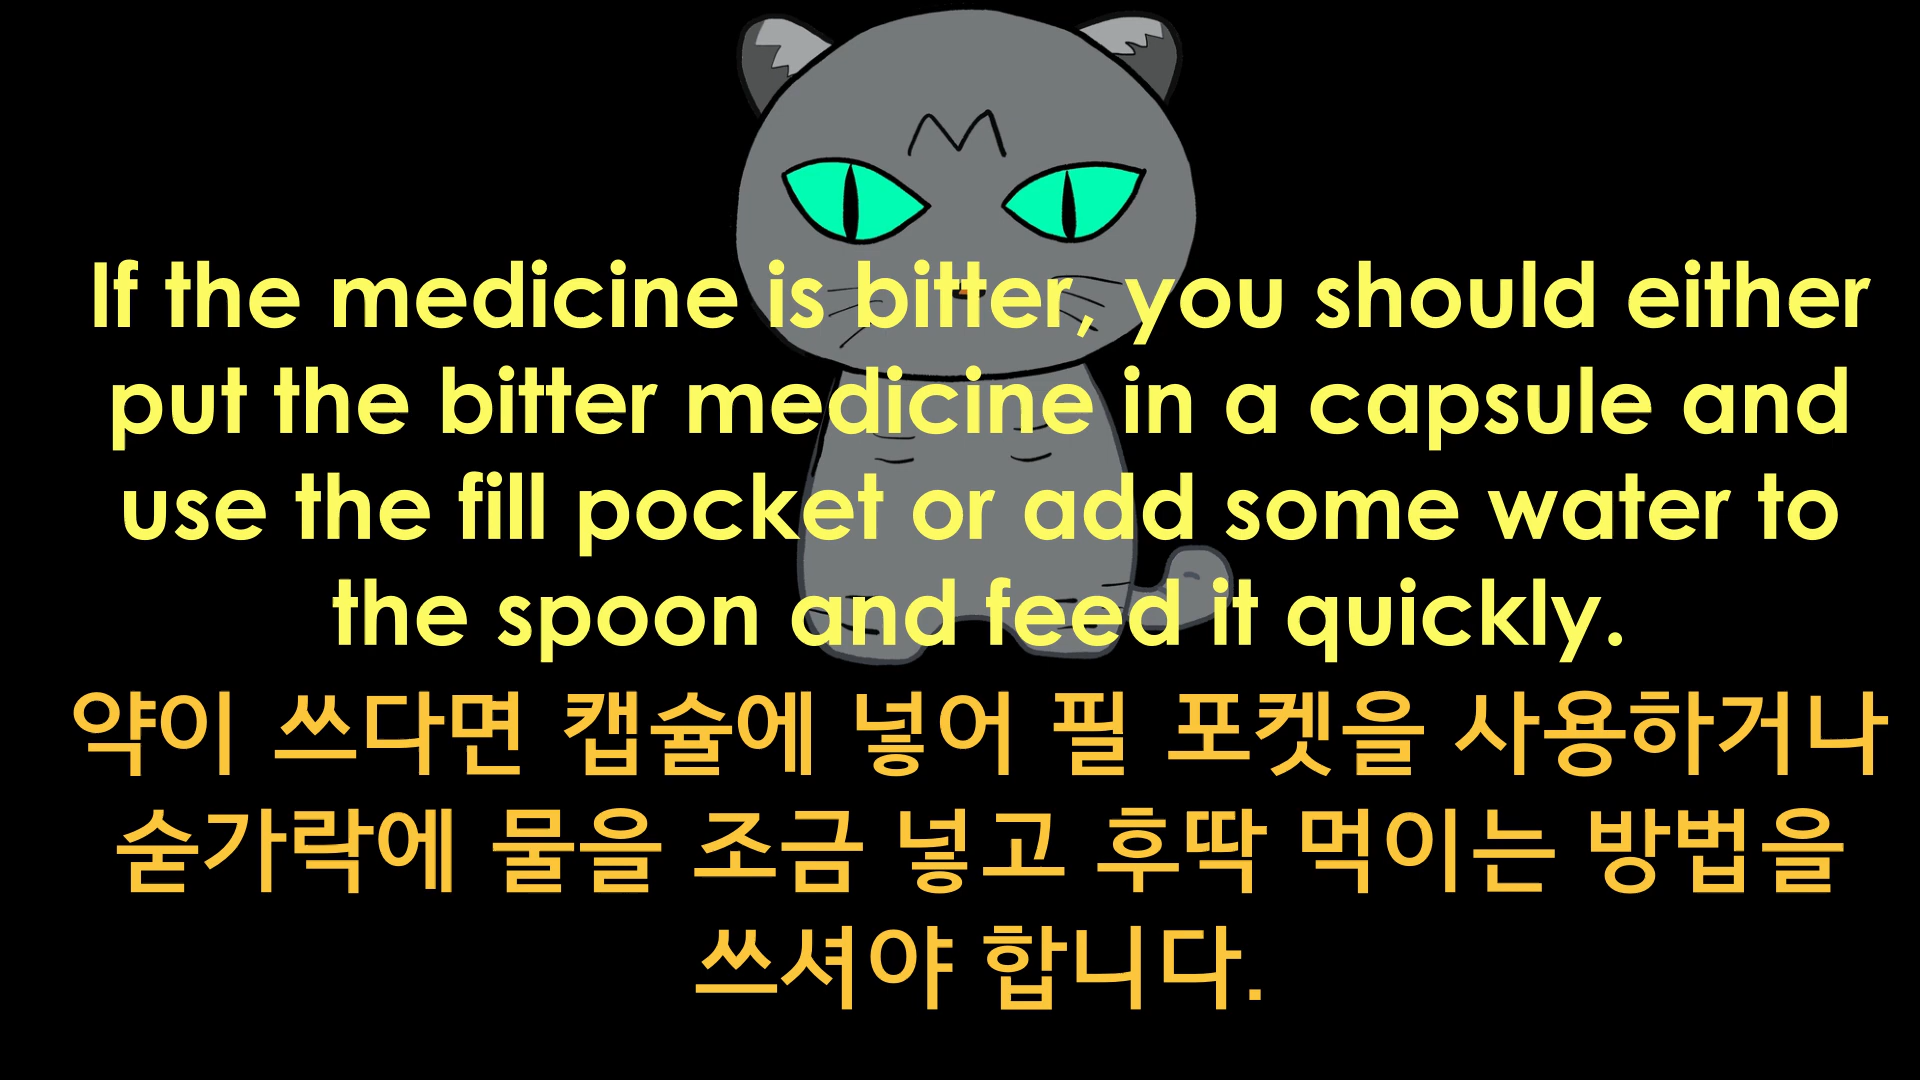 If the medicine is bitter, you should either
put the bitter medicine in a capsule and
use the fill pocket or add some water to
the spoon and feed it quickly.
약이 쓰다면 캡슐에 넣어 필 포켓을 사용하거나
숟가락에 물을 조금 넣고 후딱 먹이는 방법을
쓰셔야 합니다.